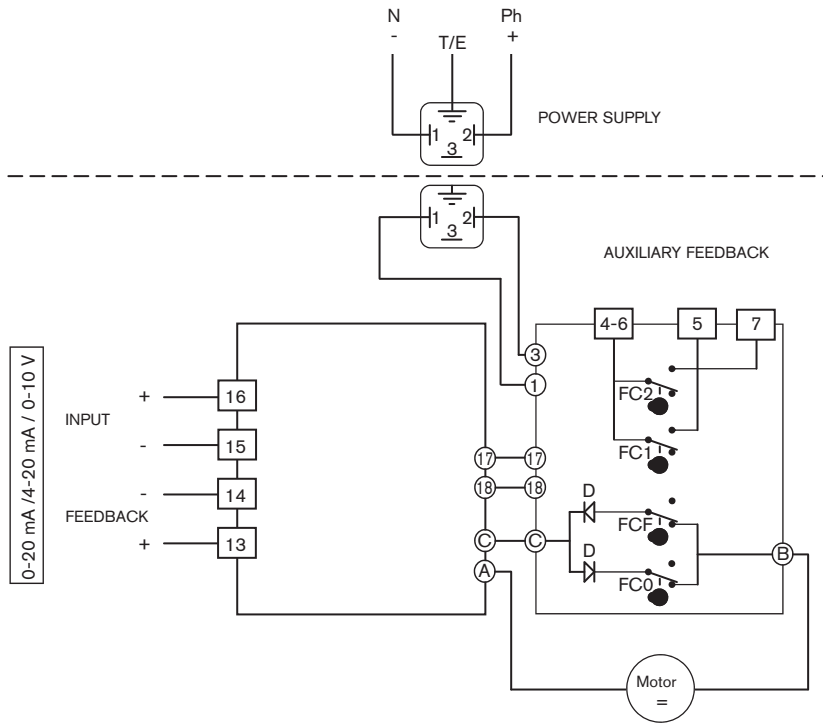 N Ph
- T/E +
1 2
3
POWER SUPPLY
1 2
3
AUXILIARY FEEDBACK
4-6 5 7
3
1
FC2
FC1
0-20 mA /4-20 mA / 0-10 V
INPUT
+ 16
- 15
FEEDBACK
- 14
+ 13
17 17
18 18
C C
A
D
FCF
D
FC0
B
Motor
=